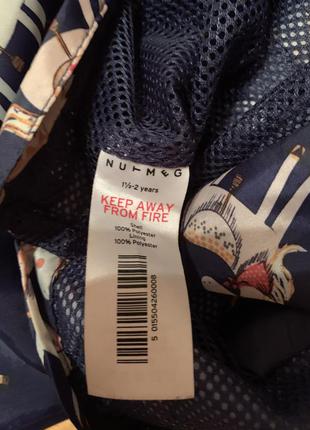 NUTMEG
1½-2 years
KEEP AWAY
FROM FIRE
Shell
100% Polyester
Lining
100% Polyester
5 015504 260008